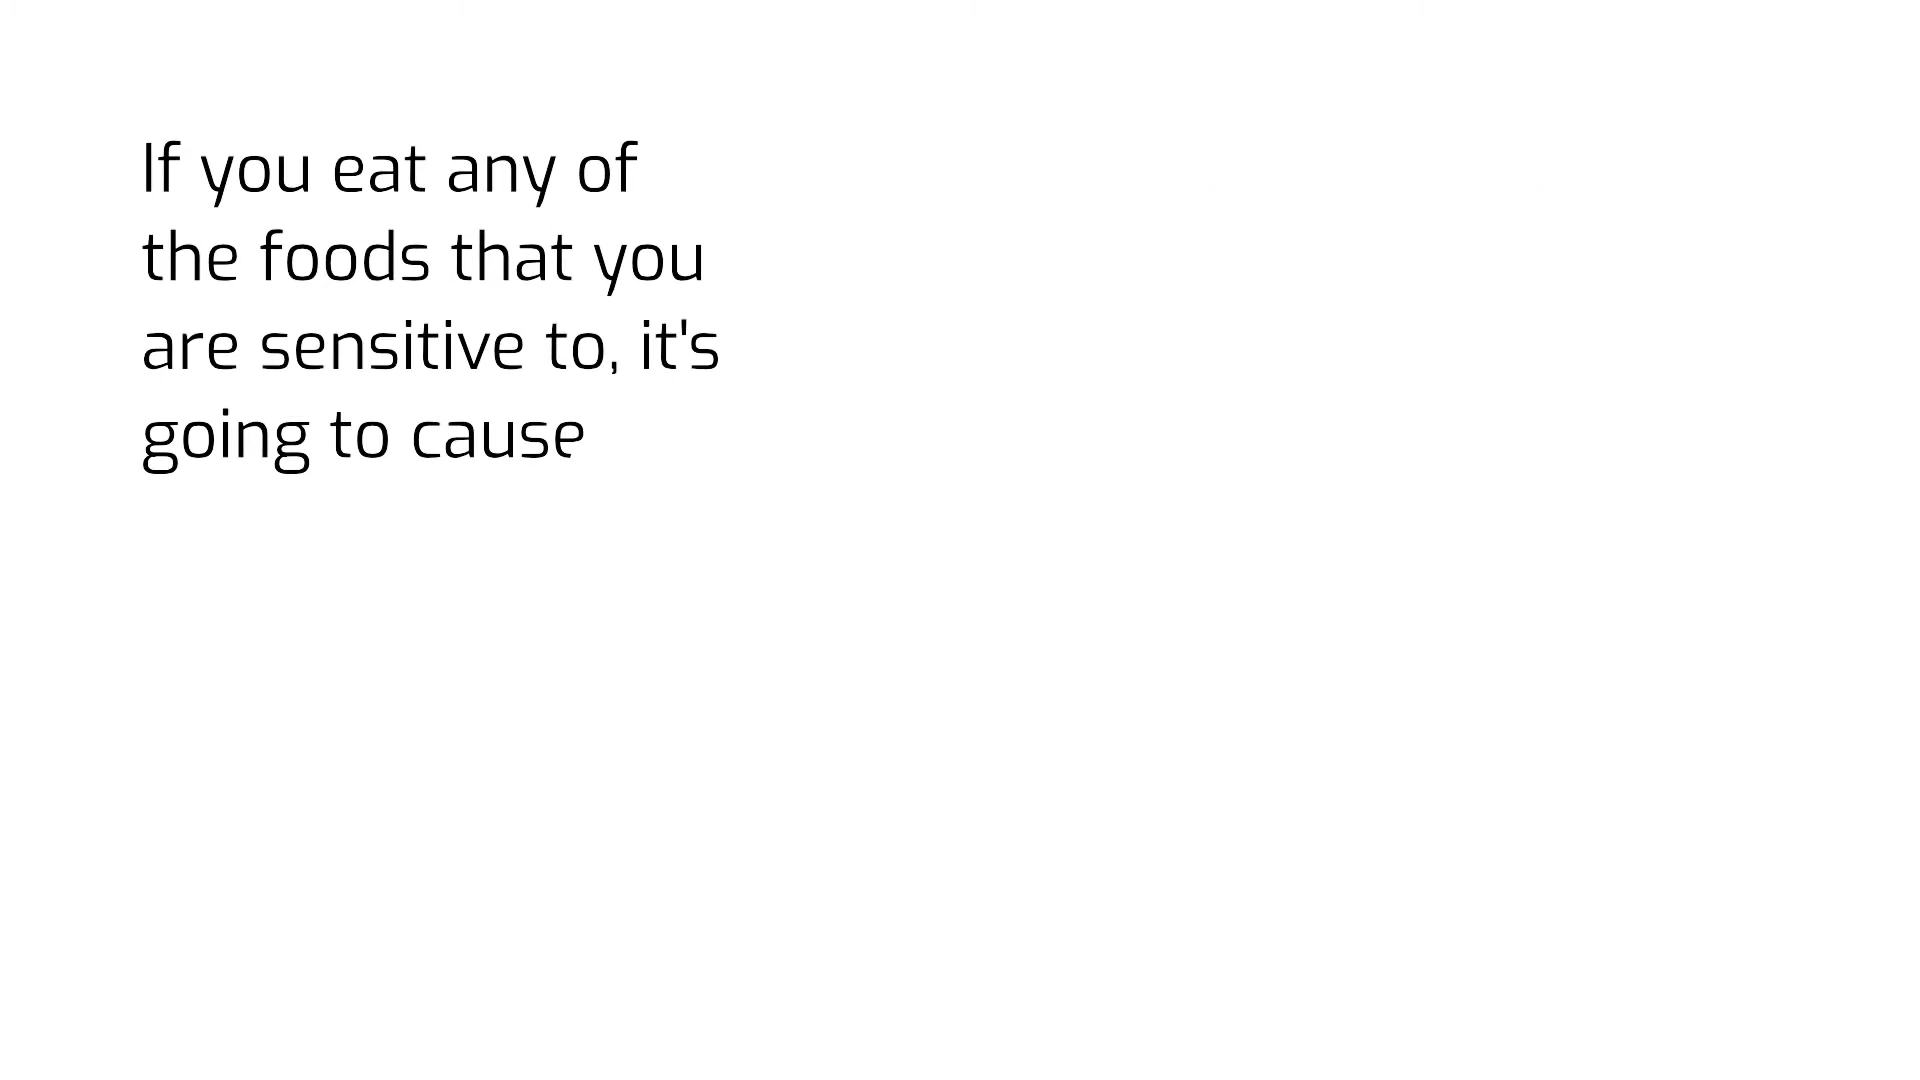 If you eat any of
the foods that you
are sensitive to, it's
going to cause